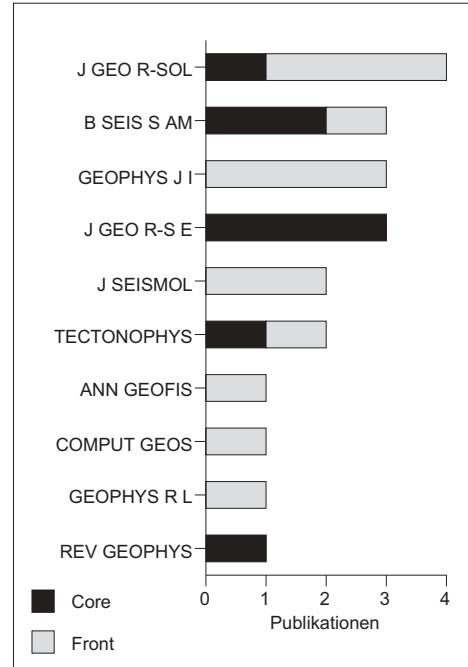 J GEO R-SOL
B SEIS S AM
GEOPHYS J I
J GEO R-S E
J SEISMOL
TECTONOPHYS
ANN GEOFIS
COMPUT GEOS
GEOPHYS R L
REV GEOPHYS
0 1 2 3 4
Publikationen
Core
Front